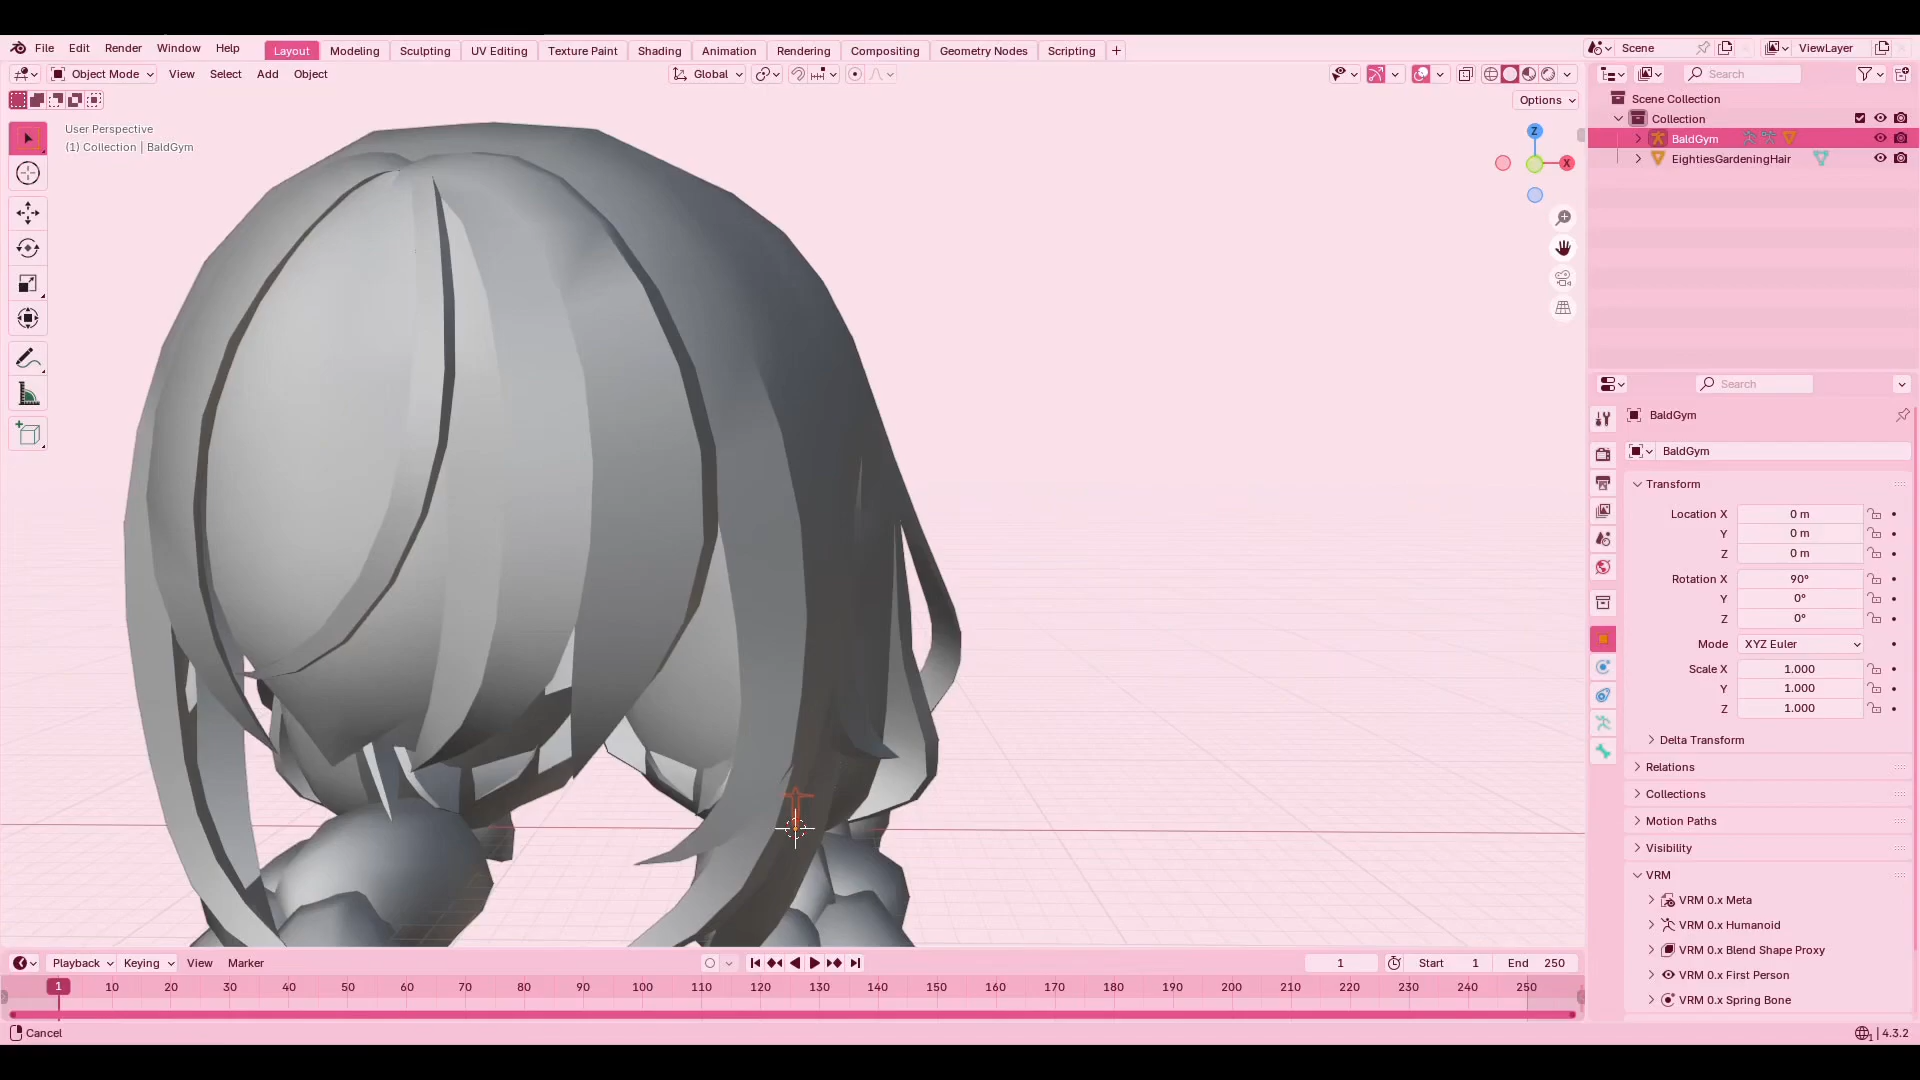 File Edit Render Window Help Layout Modeling Sculpting UV Editing Texture Paint Shading Animation Rendering Compositing Geometry Nodes Scripting + Scene ViewLayer
Object Mode View Select Add Object Global Search
Options
User Perspective
(1) Collection | BaldGym
Z
X
Scene Collection
Collection
BaldGym
EightiesGardeningHair
Search
BaldGym
BaldGym
Transform
Location X 0 m
Y 0 m
Z 0 m
Rotation X 90°
Y 0°
Z 0°
Mode XYZ Euler
Scale X 1.000
Y 1.000
Z 1.000
Delta Transform
Relations
Collections
Motion Paths
Visibility
VRM
VRM 0.x Meta
VRM 0.x Humanoid
VRM 0.x Blend Shape Proxy
VRM 0.x First Person
VRM 0.x Spring Bone
Playback Keying View Marker 1 Start 1 End 250
1 10 20 30 40 50 60 70 80 90 100 110 120 130 140 150 160 170 180 190 200 210 220 230 240 250
Cancel 4.3.2